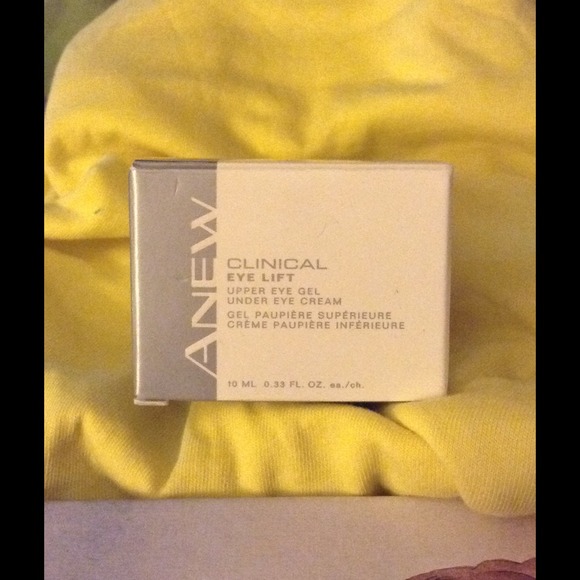 ANEW
CLINICAL
EYE LIFT
UPPER EYE GEL
UNDER EYE CREAM
GEL PAUPIÈRE SUPÉRIEURE
CRÈME PAUPIÈRE INFÉRIEURE
10 ML 0.33 FL. OZ. ea./ch.